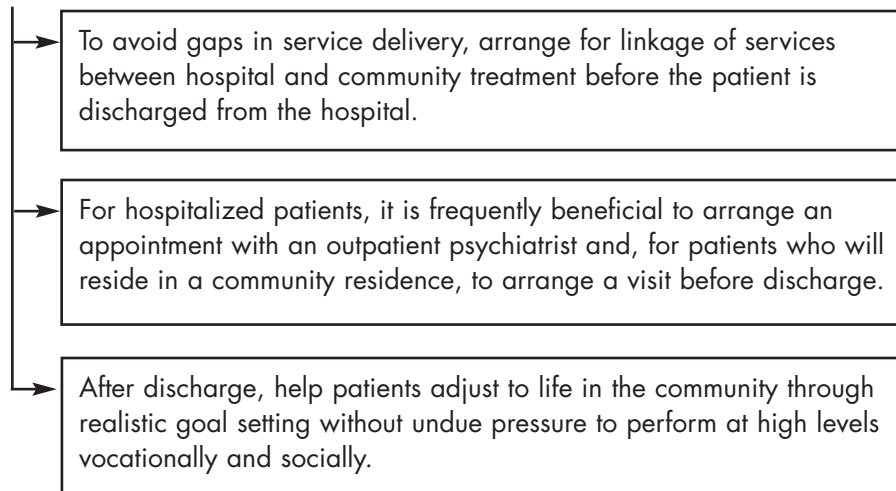 To avoid gaps in service delivery, arrange for linkage of services
between hospital and community treatment before the patient is
discharged from the hospital.
For hospitalized patients, it is frequently beneficial to arrange an
appointment with an outpatient psychiatrist and, for patients who will
reside in a community residence, to arrange a visit before discharge.
After discharge, help patients adjust to life in the community through
realistic goal setting without undue pressure to perform at high levels
vocationally and socially.